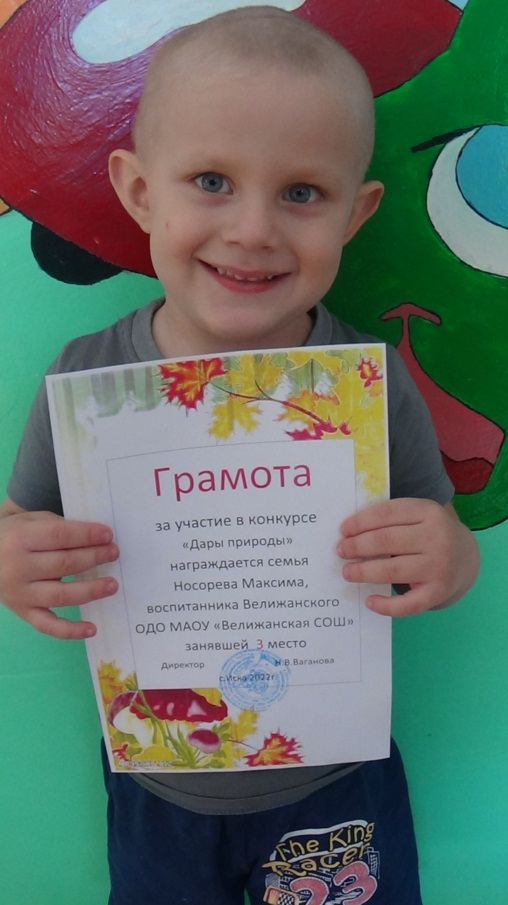 Грамота
за участие в конкурсе
«Дары природы»
награждается семья
Носорева Максима,
воспитанника Велижанского
ОДО МАОУ «Велижанская СОШ»
занявшей 3 место
Директор Н.В.Ваганова
с.Иска 2022г.
The King
Racer
23